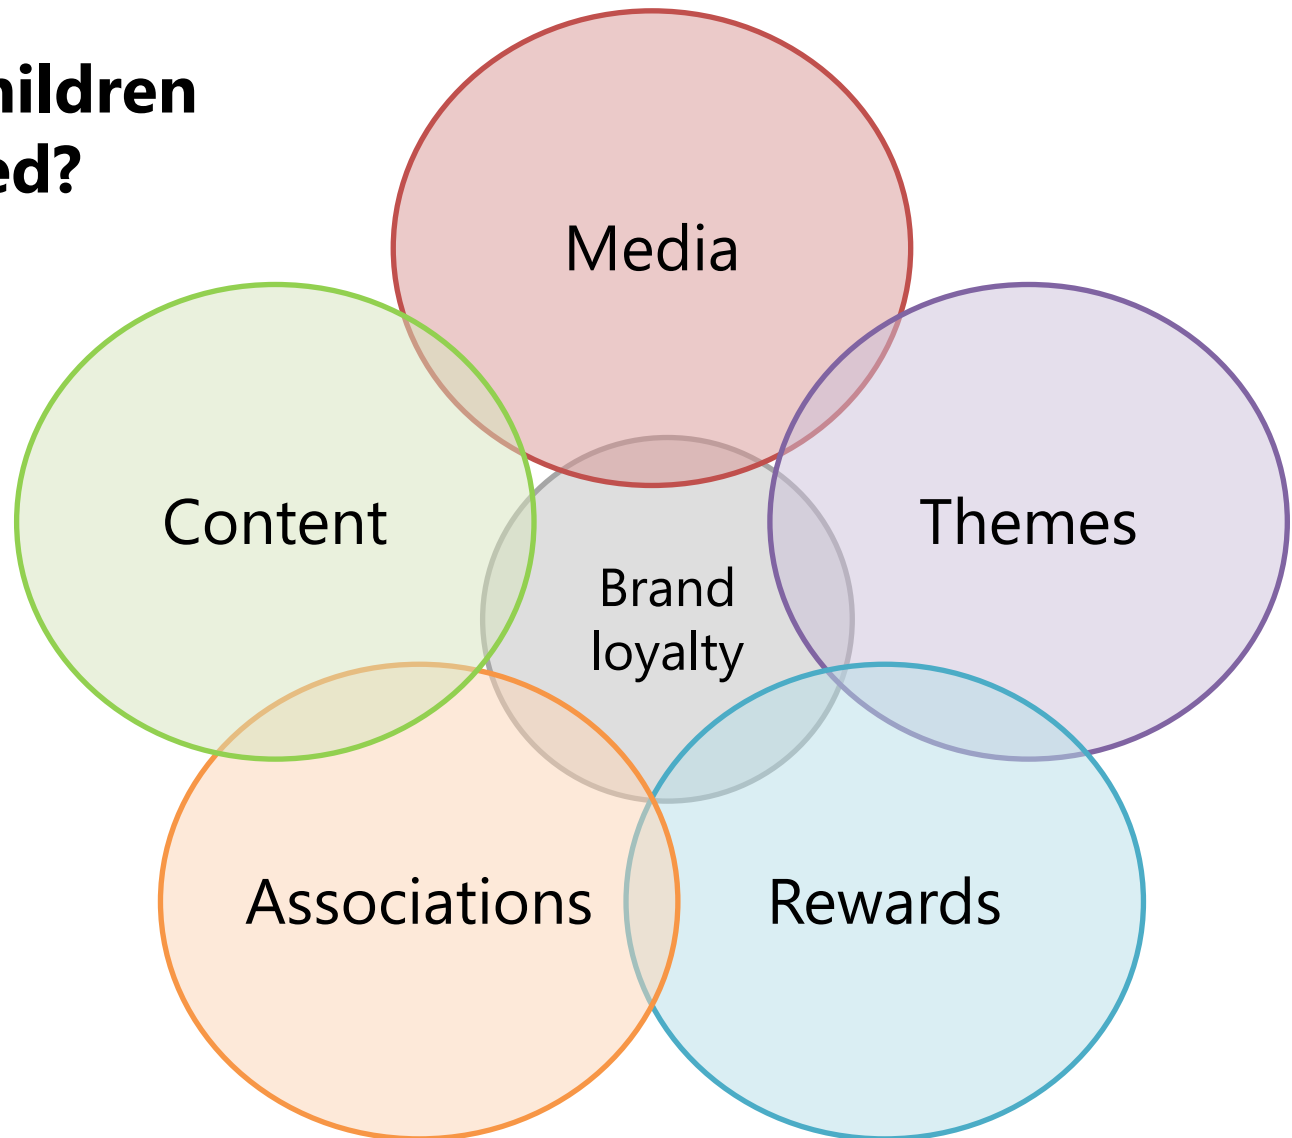 hildren
ed?
Media
Content
Themes
Brand
loyalty
Associations
Rewards